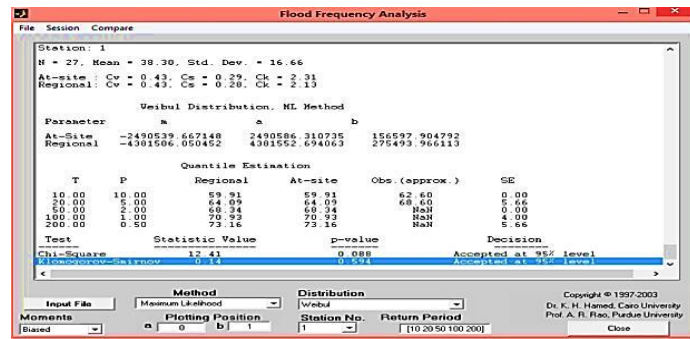 Flood Frequency Analysis
File Session Compare
Station: 1
N - 27, Mean - 38.30, Std. Dev. - 16.66
At-site : Cv - 0.43, Cs - 0.29, Ck - 2.31
Regional: Cv - 0.43, Cs - 0.28, Ck - 2.13
Weibul Distribution, ML Method
Parameter m a b
At-Site -2490539.667148 2490586.310735 156597.904792
Regional -4381506.050452 4381552.694063 275493.966113
Quantile Estimation
T P Regional At-site Obs.(approx.) SE
10.00 10.00 59.91 59.91 62.60 0.00
20.00 5.00 64.09 64.09 68.60 5.66
50.00 2.00 68.34 68.34 NaN 0.00
100.00 1.00 70.93 70.93 NaN 4.00
200.00 0.50 73.16 73.16 NaN 5.66
Test Statistic Value p-value Decision
Chi-Square 12.41 0.088 Accepted at 95% level
Klomogorov-Smirnov 0.14 0.594 Accepted at 95% level
Method Distribution Copyright © 1997-2003
Input File Maximum Likelihood Weibul Dr. K. H. Hamed, Cairo University
Moments Plotting Position Station No. Return Period Prof. A. R. Rao, Purdue University
Biased a 0 b 1 1 [10 20 50 100 200] Close